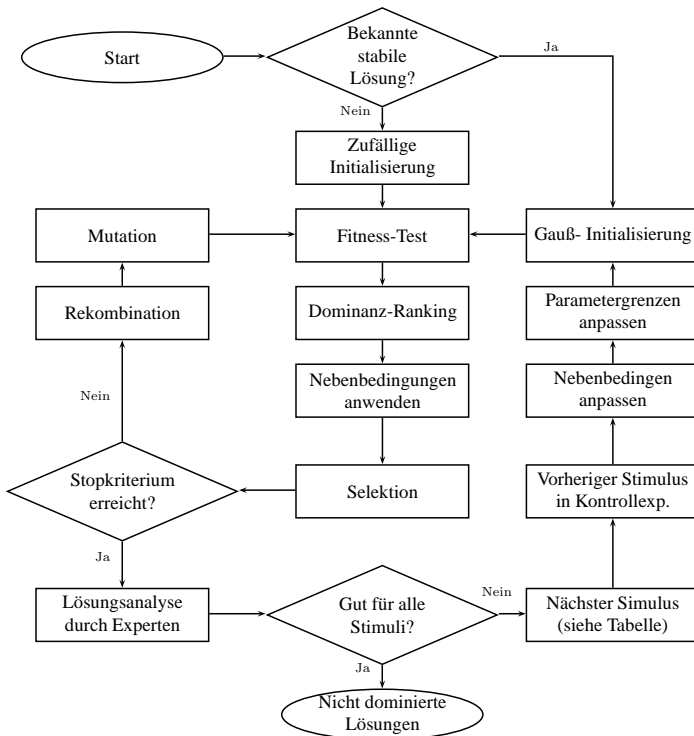 Start
Bekannte
stabile
Lösung?
Ja
Nein
Zufällige
Initialisierung
Mutation
Fitness-Test
Gauß- Initialisierung
Rekombination
Dominanz-Ranking
Parametergrenzen
anpassen
Nein
Nebenbedingungen
anwenden
Nebenbedingen
anpassen
Stopkriterium
erreicht?
Selektion
Vorheriger Stimulus
in Kontrollexp.
Ja
Lösungsanalyse
durch Experten
Gut für alle
Stimuli?
Nein
Nächster Simulus
(siehe Tabelle)
Ja
Nicht dominierte
Lösungen